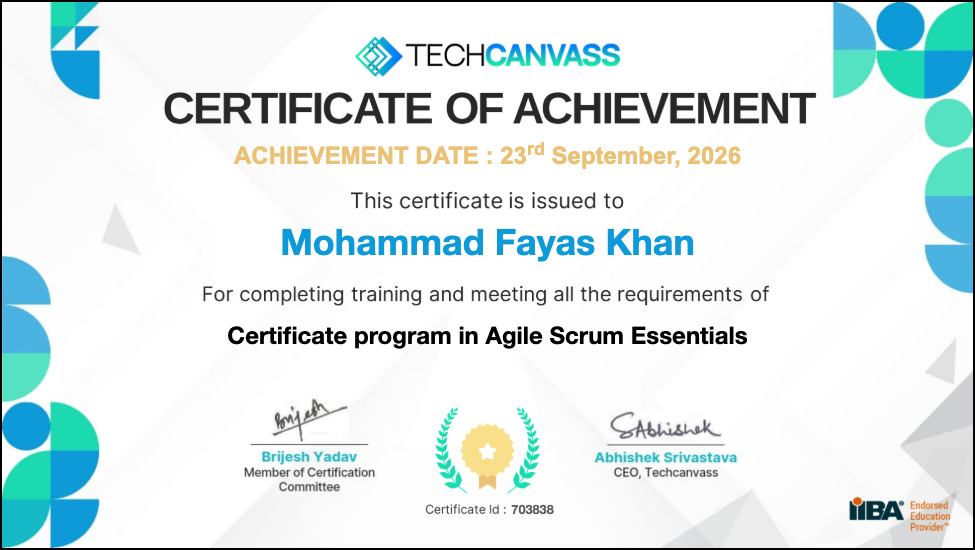 TECHCANVASS
CERTIFICATE OF ACHIEVEMENT
ACHIEVEMENT DATE : 23rd September, 2026
This certificate is issued to
Mohammad Fayas Khan
For completing training and meeting all the requirements of
Certificate program in Agile Scrum Essentials
Brijesh
SAbhishek
Brijesh Yadav
Member of Certification
Committee
Abhishek Srivastava
CEO, Techcanvass
Certificate Id : 703838
IIBA® Endorsed
Education
Provider™